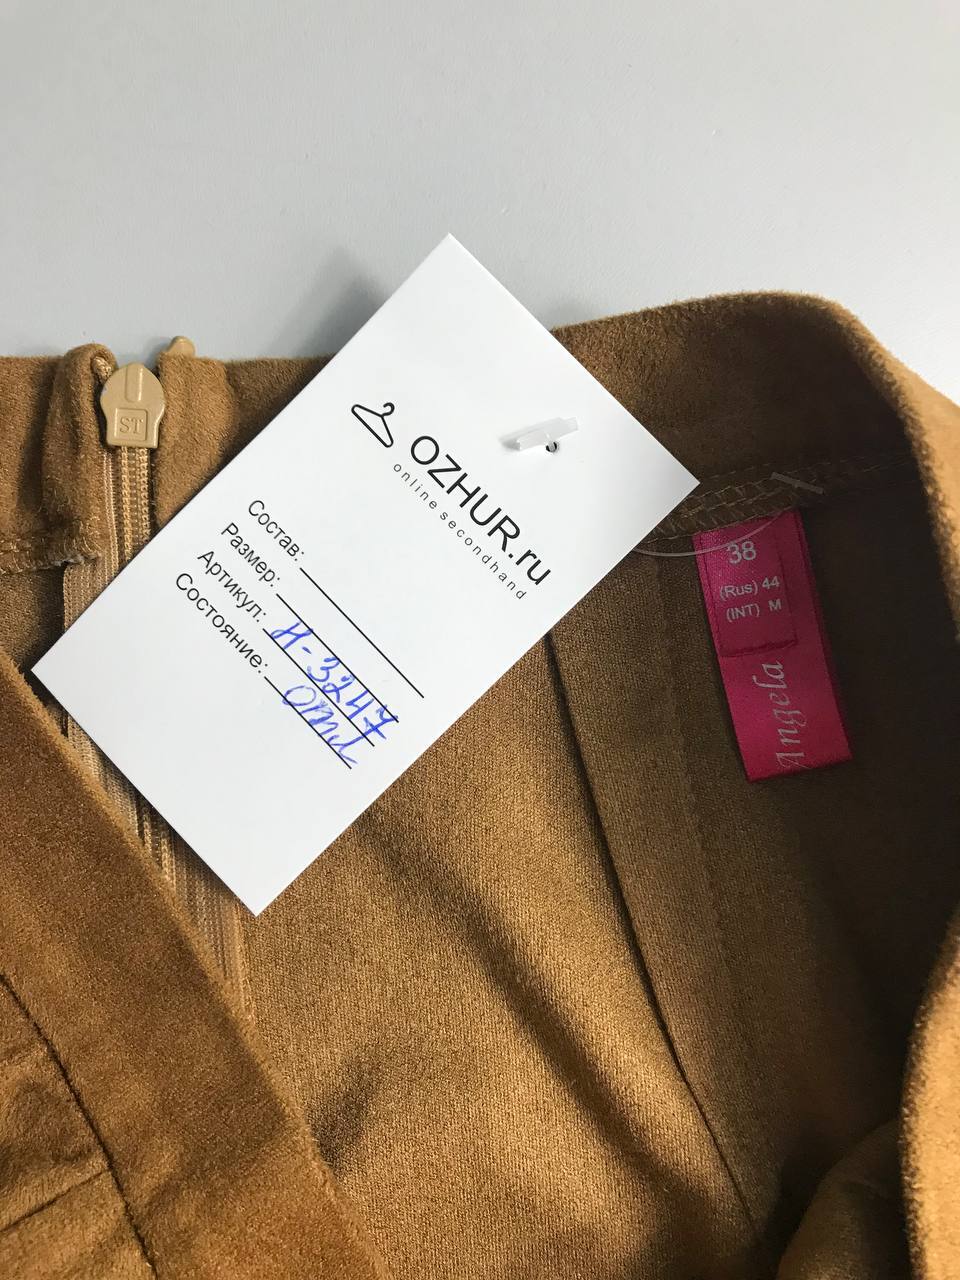 ST
OZHUR.ru
online secondhand
Состав:
Размер:
Артикул: Н-3247
Состояние: отл
38
(Rus) 44
(INT) M
Angela